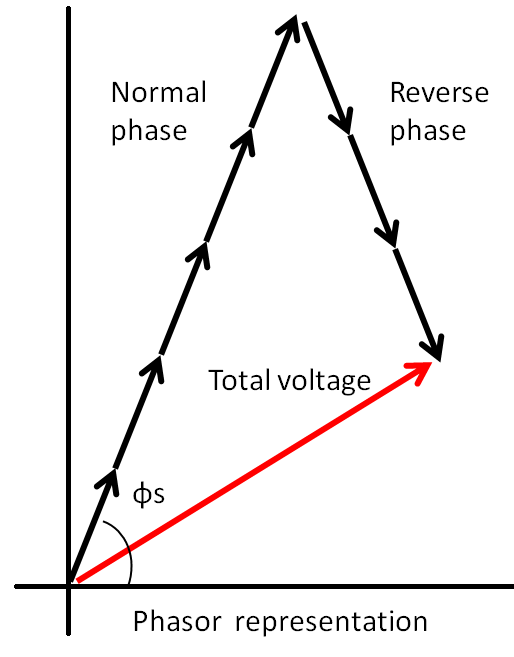 Normal
phase
Reverse
phase
Total voltage
ϕs
Phasor representation